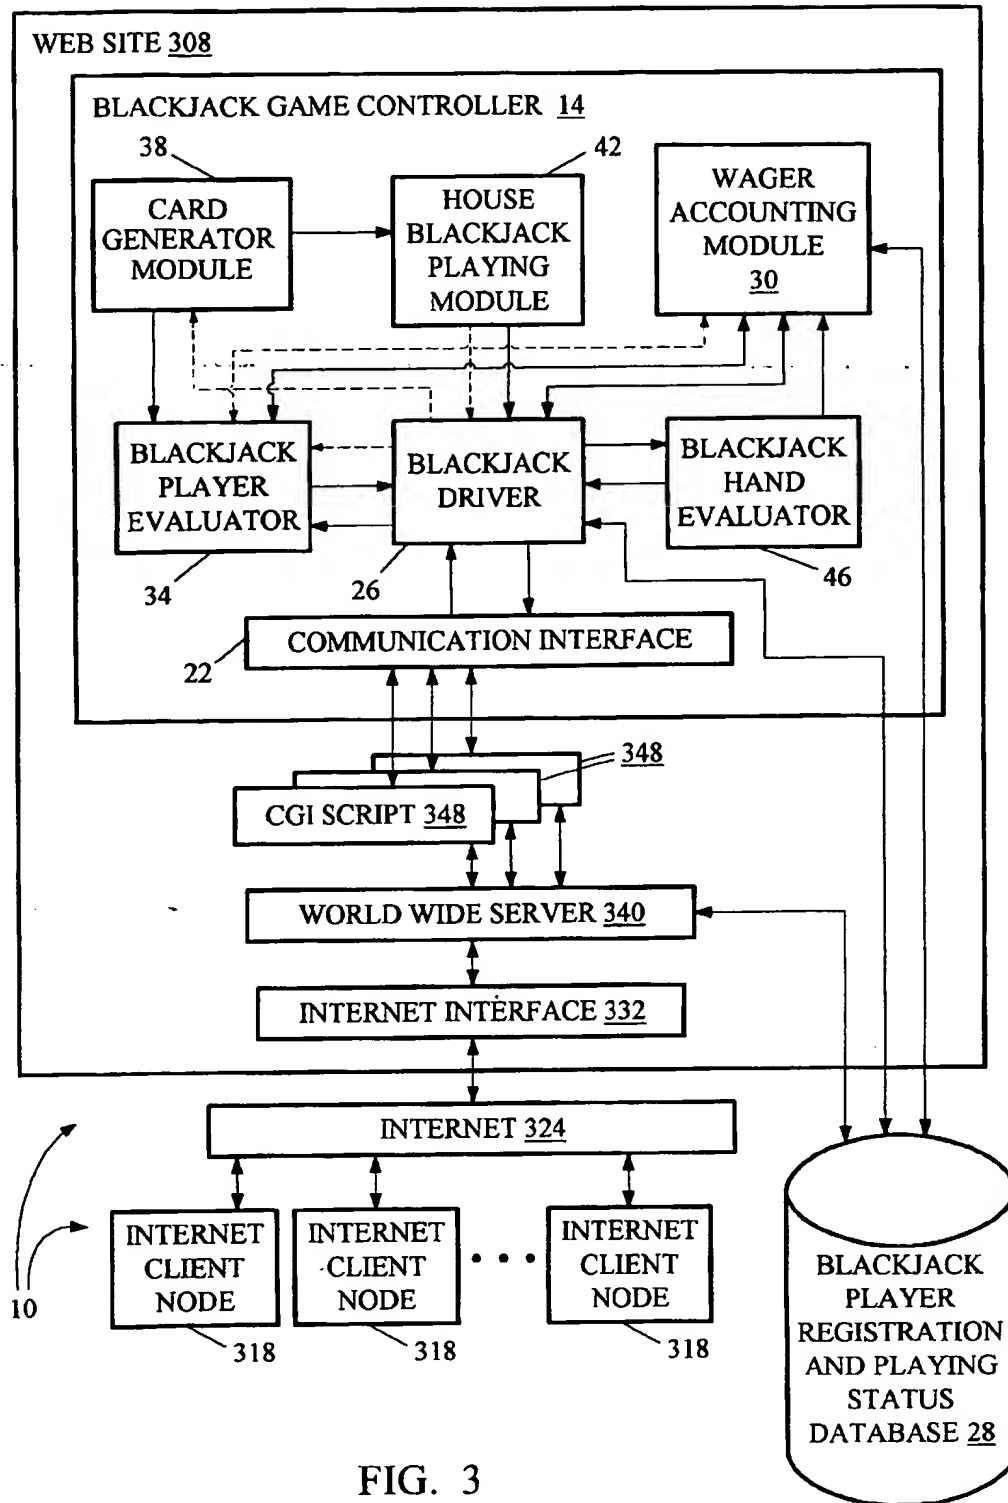 WEB SITE 308
BLACKJACK GAME CONTROLLER 14
38
CARD
GENERATOR
MODULE
42
HOUSE
BLACKJACK
PLAYING
MODULE
WAGER
ACCOUNTING
MODULE
30
BLACKJACK
PLAYER
EVALUATOR
34
BLACKJACK
DRIVER
26
BLACKJACK
HAND
EVALUATOR
46
COMMUNICATION INTERFACE
22
348
CGI SCRIPT 348
WORLD WIDE SERVER 340
INTERNET INTERFACE 332
INTERNET 324
INTERNET
CLIENT
NODE
318
INTERNET
CLIENT
NODE
318
INTERNET
CLIENT
NODE
318
10
BLACKJACK
PLAYER
REGISTRATION
AND PLAYING
STATUS
DATABASE 28
FIG. 3